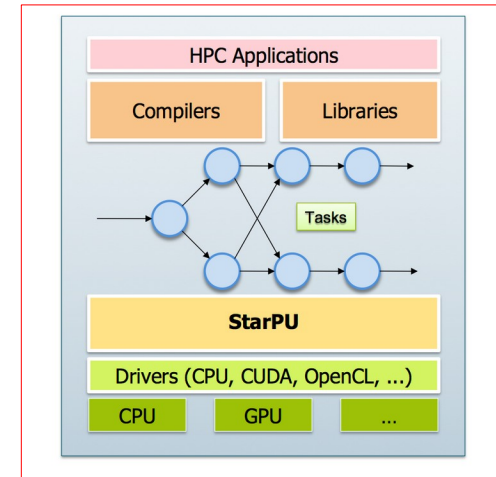 HPC Applications
Compilers
Libraries
Tasks
StarPU
Drivers (CPU, CUDA, OpenCL, ...)
CPU
GPU
...